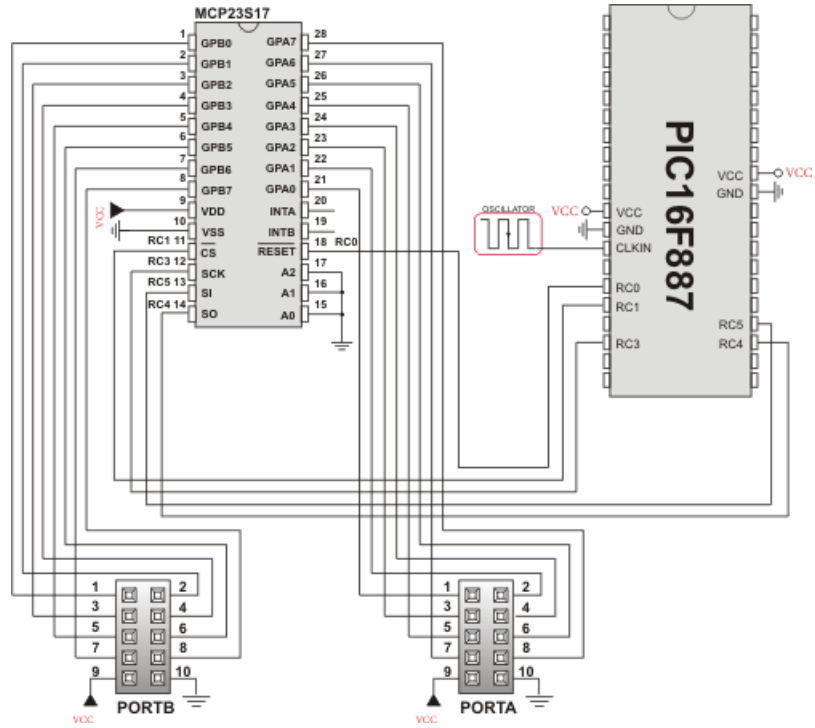 MCP23S17
1 GPB0 GPA7 28
2 GPB1 GPA6 27
3 GPB2 GPA5 26
4 GPB3 GPA4 25
5 GPB4 GPA3 24
6 GPB5 GPA2 23
7 GPB6 GPA1 22
8 GPB7 GPA0 21
VCC 9 VDD INTA 20
10 VSS INTB 19
RC1 11 CS RESET 18 RC0
RC3 12 SCK A2 17
RC5 13 SI A1 16
RC4 14 SO A0 15
PIC16F887
VCC VCC
GND
OSCILLATOR
VCC VCC
GND
CLKIN
RC0
RC1
RC5
RC3 RC4
1 2
3 4
5 6
7 8
9 10
VCC
PORTB
1 2
3 4
5 6
7 8
9 10
VCC
PORTA